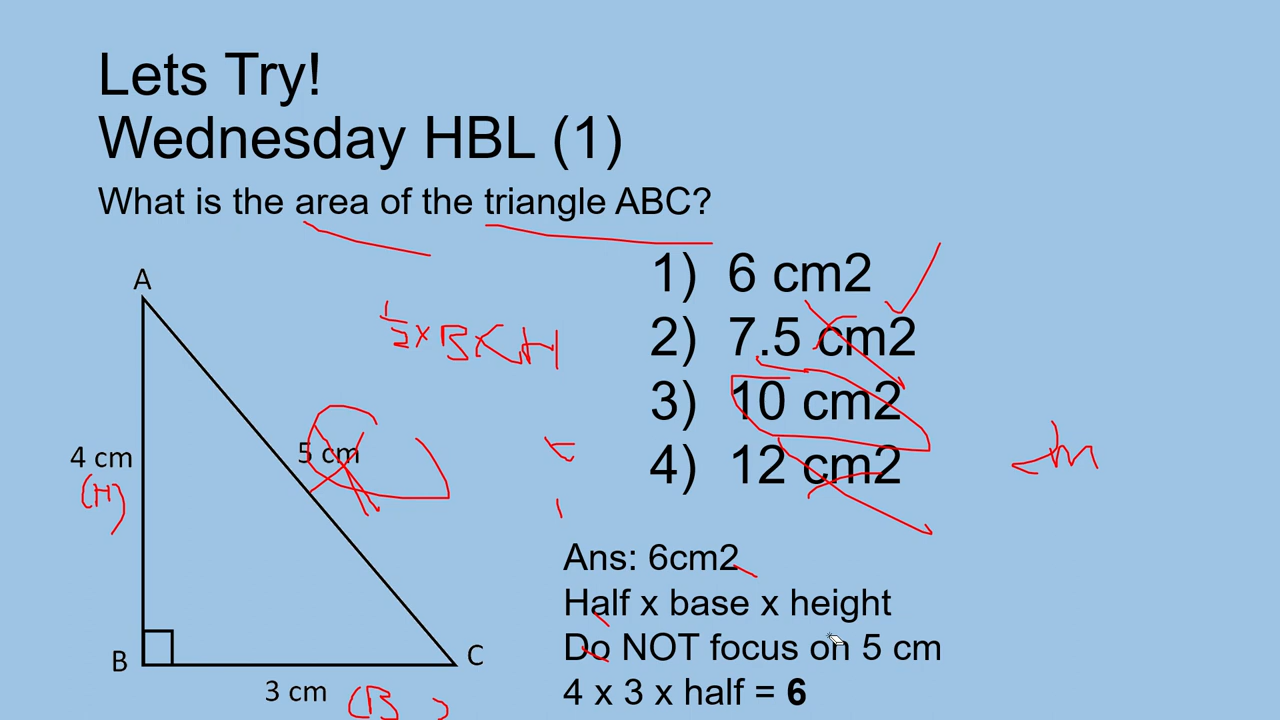 Lets Try!
Wednesday HBL (1)
What is the area of the triangle ABC?
A
1) 6 cm2
½ x B x H
2) 7.5 cm2
3) 10 cm2
4 cm
5 cm
4) 12 cm2
(H)
Ans: 6cm2
Half x base x height
B
C
Do NOT focus on 5 cm
3 cm (B )
4 x 3 x half = 6